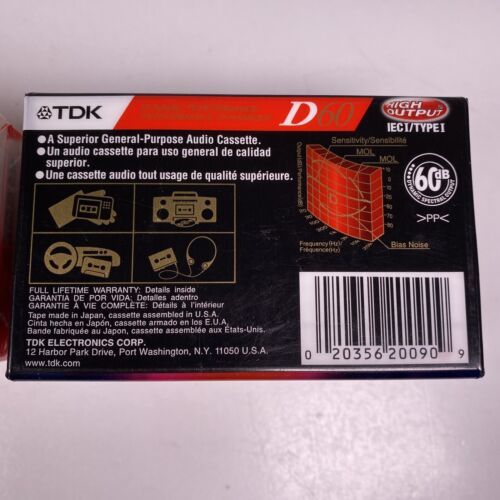 TDK
D60
HIGH OUTPUT
IEC I/TYPE I
● A Superior General-Purpose Audio Cassette.
● Un audio cassette para uso general de calidad
superior.
● Une cassette audio tout usage de qualité supérieure.
Sensitivity/Sensibilité
MOL
MOL
Output (dB)
Frequency(Hz)/
Fréquence(Hz)
Bias Noise
60dB
DYNAMIC SPECTRAL OUTPUT
>PP<
FULL LIFETIME WARRANTY: Details inside
GARANTIA DE POR VIDA: Detalles adentro
GARANTIE A VIE COMPLÈTE: Détails à l'intérieur
Tape made in Japan, cassette assembled in U.S.A.
Cinta hecha en Japón, cassette armado en los E.U.A.
Bande fabriquée au Japon, cassette assemblée aux États-Unis.
TDK ELECTRONICS CORP.
12 Harbor Park Drive, Port Washington, N.Y. 11050 U.S.A.
www.tdk.com
0 20356 20090 9